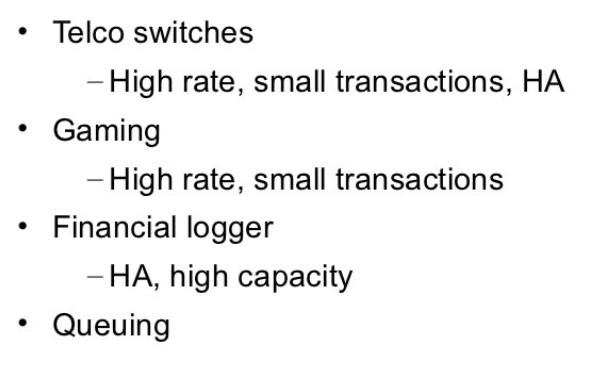 • Telco switches
– High rate, small transactions, HA
• Gaming
– High rate, small transactions
• Financial logger
– HA, high capacity
• Queuing